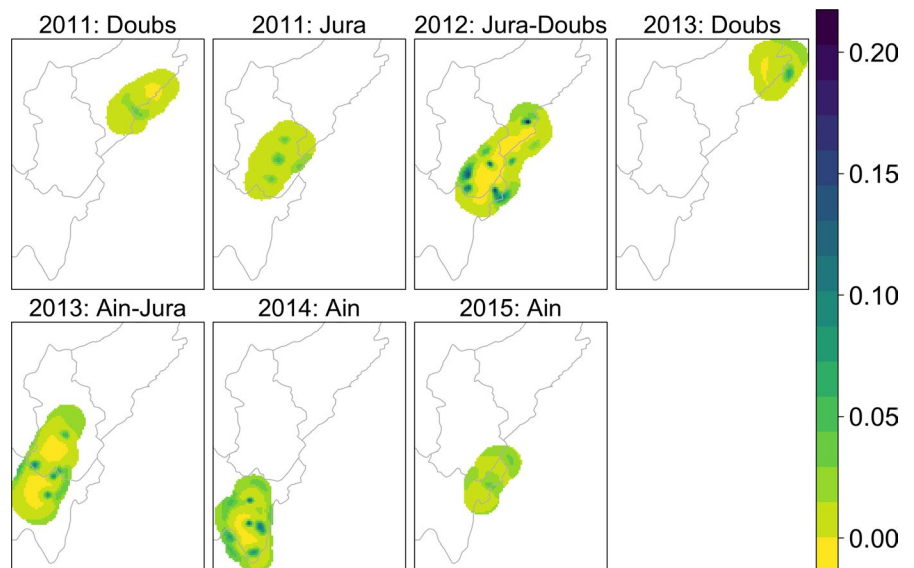 2011: Doubs
2011: Jura
2012: Jura-Doubs
2013: Doubs
2013: Ain-Jura
2014: Ain
2015: Ain
0.20
0.15
0.10
0.05
0.00